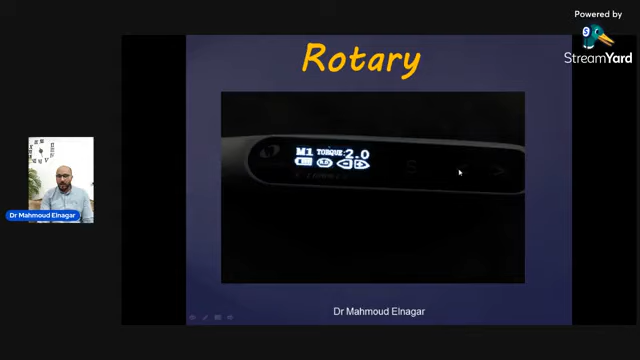 Powered by
StreamYard
Rotary
M1 TORQUE:2.0
Dr Mahmoud Elnagar
Dr Mahmoud Elnagar